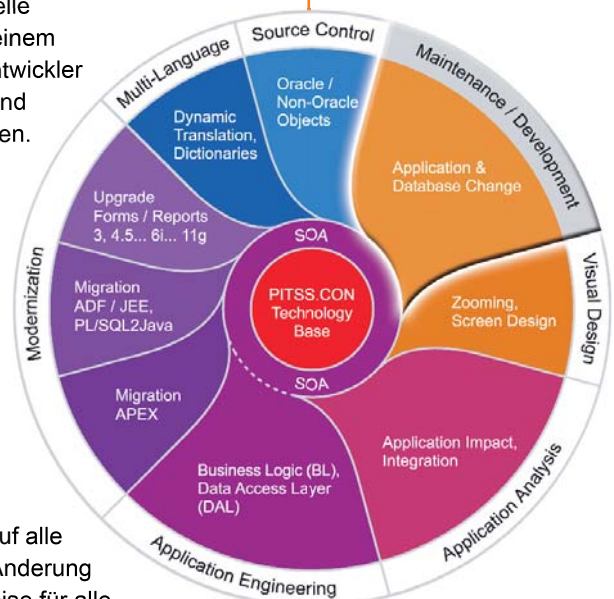 elle
einem
twickler
nd
en.
Source Control
Oracle /
Non-Oracle
Objects
Maintenance / Development
Application &
Database Change
Visual Design
Zooming,
Screen Design
Application Analysis
Application Impact,
Integration
Application Engineering
Business Logic (BL),
Data Access Layer
(DAL)
Modernization
Migration
APEX
Migration
ADF / JEE,
PL/SQL2Java
Upgrade
Forms / Reports
3, 4.5... 6i... 11g
Multi-Language
Dynamic
Translation,
Dictionaries
SOA
PITSS.CON
Technology
Base
SOA
uf alle
Änderung